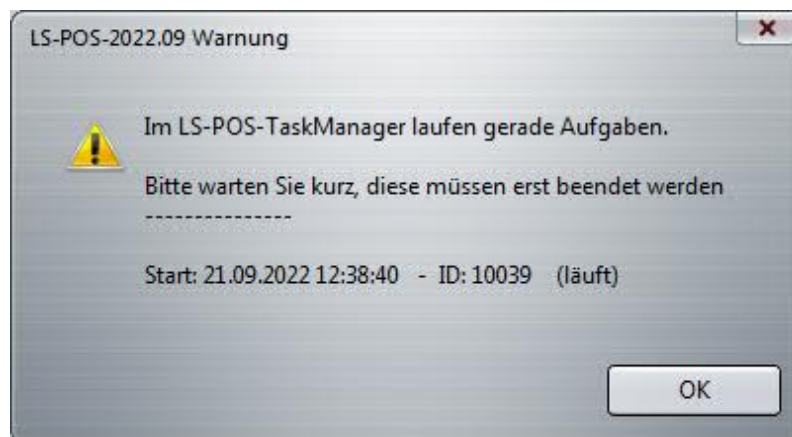 LS-POS-2022.09 Warnung
Im LS-POS-TaskManager laufen gerade Aufgaben.
Bitte warten Sie kurz, diese müssen erst beendet werden
---------------
Start: 21.09.2022 12:38:40 - ID: 10039 (läuft)
OK